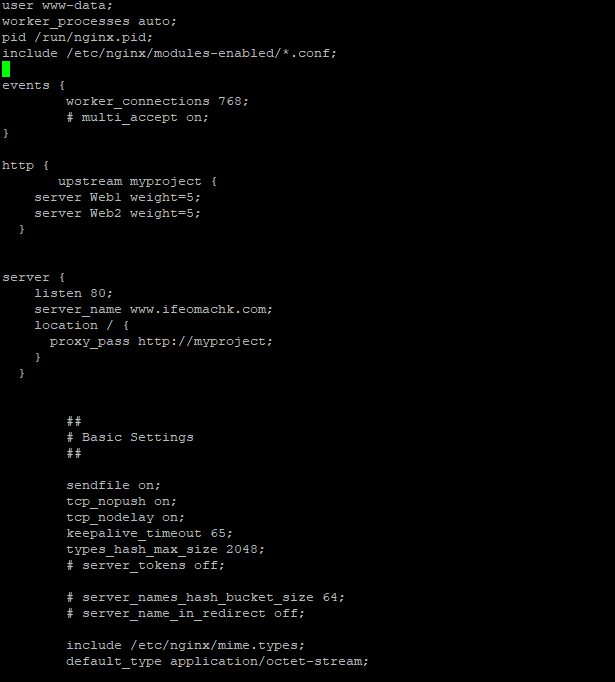 user www-data;
worker_processes auto;
pid /run/nginx.pid;
include /etc/nginx/modules-enabled/*.conf;
events {
worker_connections 768;
# multi_accept on;
}
http {
upstream myproject {
server Web1 weight=5;
server Web2 weight=5;
}
server {
listen 80;
server_name www.ifeomachk.com;
location / {
proxy_pass http://myproject;
}
}
##
# Basic Settings
##
sendfile on;
tcp_nopush on;
tcp_nodelay on;
keepalive_timeout 65;
types_hash_max_size 2048;
# server_tokens off;
# server_names_hash_bucket_size 64;
# server_name_in_redirect off;
include /etc/nginx/mime.types;
default_type application/octet-stream;